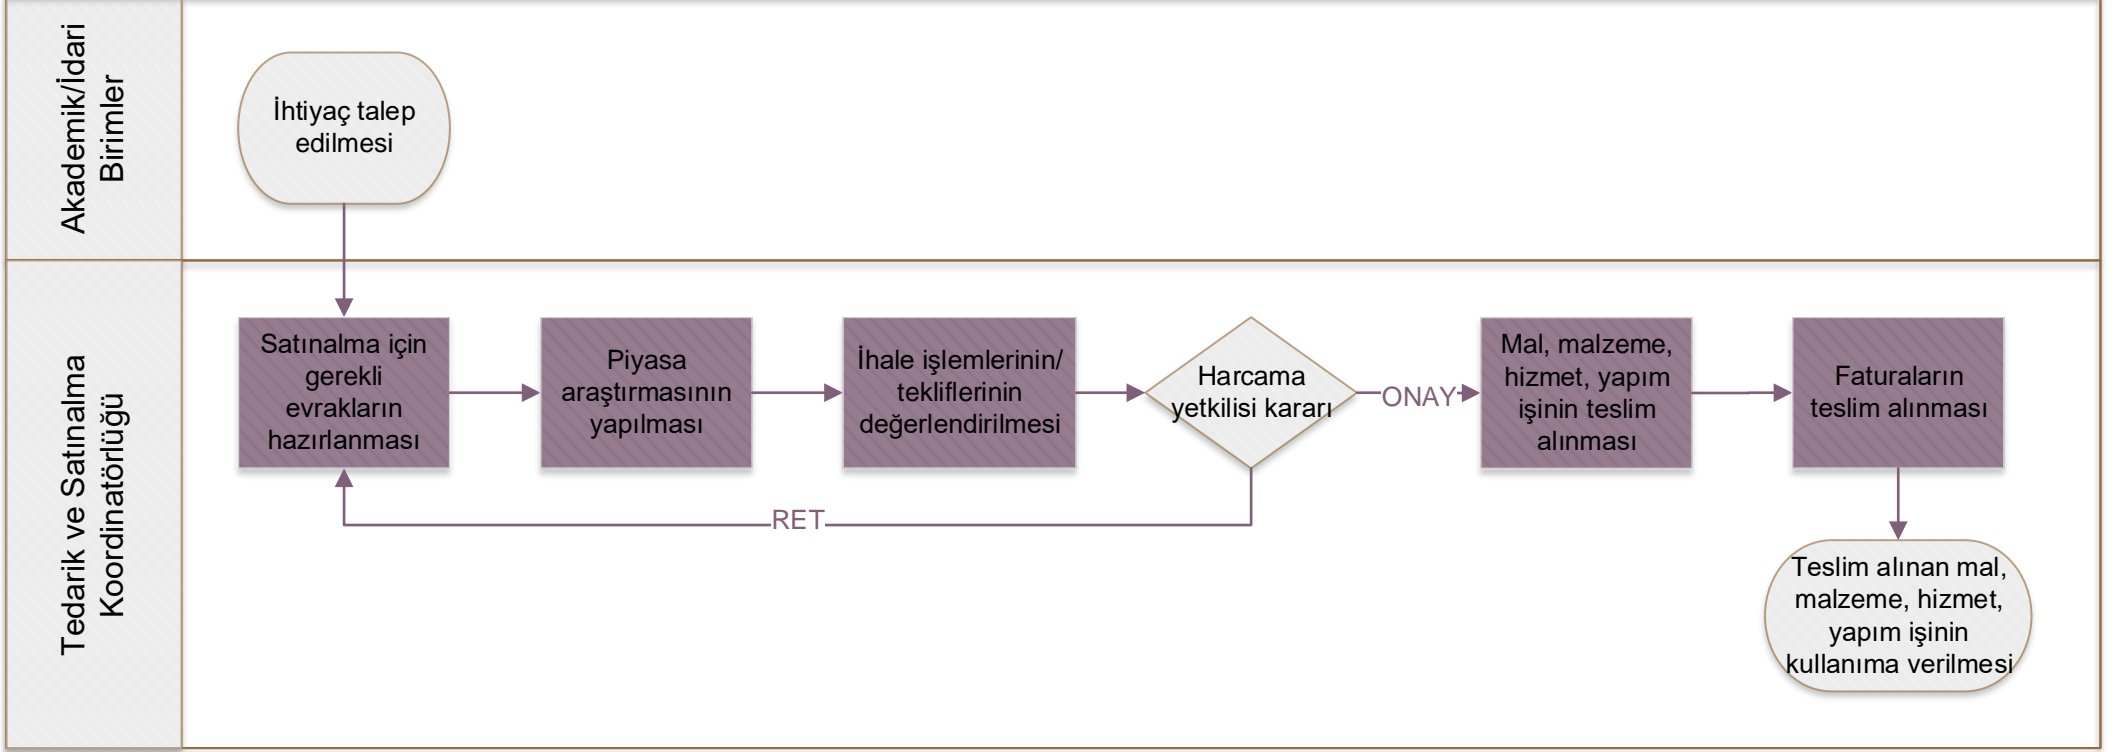 Akademik/İdari
Birimler
İhtiyaç talep
edilmesi
Tedarik ve Satınalma
Koordinatörlüğü
Satınalma için
gerekli
evrakların
hazırlanması
Piyasa
araştırmasının
yapılması
İhale işlemlerinin/
tekliflerinin
değerlendirilmesi
Harcama
yetkilisi kararı
ONAY
Mal, malzeme,
hizmet, yapım
işinin teslim
alınması
Faturaların
teslim alınması
RET
Teslim alınan mal,
malzeme, hizmet,
yapım işinin
kullanıma verilmesi